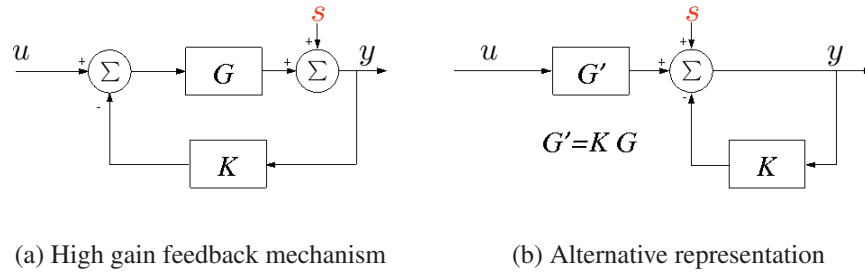 s
u
+
Σ
-
G
+
+
Σ
y
K
(a) High gain feedback mechanism
s
u
G'
+
+
Σ
-
y
G'=K G
K
(b) Alternative representation